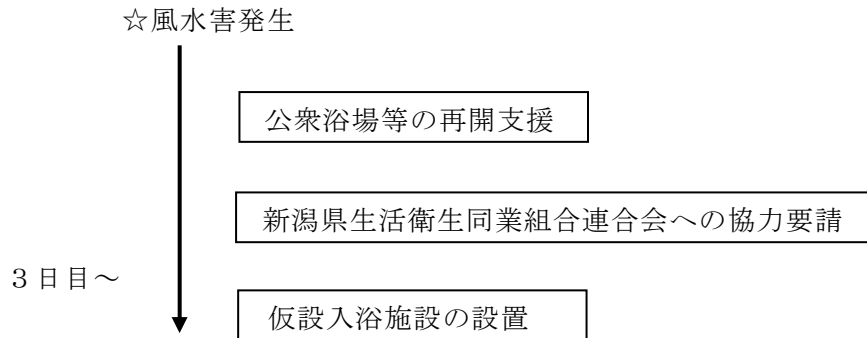 ☆風水害発生
公衆浴場等の再開支援
新潟県生活衛生同業組合連合会への協力要請
３日目～
仮設入浴施設の設置